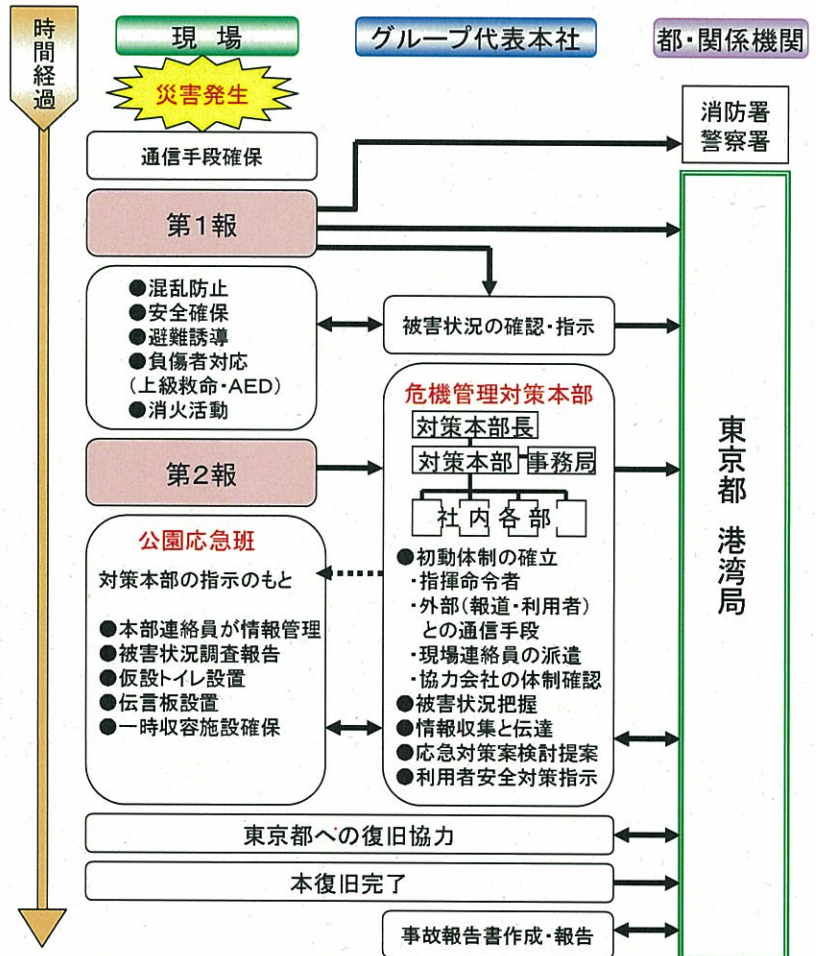 時間経過
現 場
グループ代表本社
都・関係機関
災害発生
消防署
警察署
通信手段確保
第1報
●混乱防止
●安全確保
●避難誘導
●負傷者対応
(上級救命・AED)
●消火活動
被害状況の確認・指示
危機管理対策本部
対策本部長
対策本部
事務局
社内各部
第2報
公園応急班
対策本部の指示のもと
●本部連絡員が情報管理
●被害状況調査報告
●仮設トイレ設置
●伝言板設置
●一時収容施設確保
●初動体制の確立
・指揮命令者
・外部(報道・利用者)
との通信手段
・現場連絡員の派遣
・協力会社の体制確認
●被害状況把握
●情報収集と伝達
●応急対策案検討提案
●利用者安全対策指示
東京都 港湾局
東京都への復旧協力
本復旧完了
事故報告書作成・報告